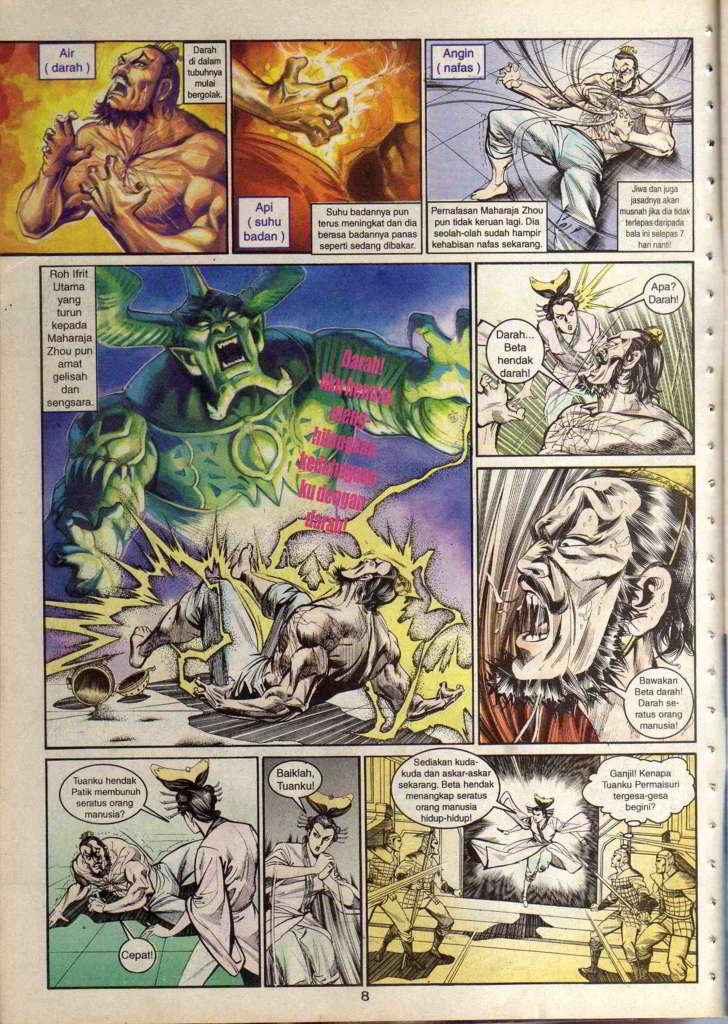 Air
( darah )
Darah
di dalam
tubuhnya
mulai
bergolak.
Api
( suhu
badan )
Suhu badannya pun
terus meningkat dan dia
berasa badannya panas
seperti sedang dibakar.
Angin
( nafas )
Pernafasan Maharaja Zhou
pun tidak keruan lagi. Dia
seolah-olah sudah hampir
kehabisan nafas sekarang.
Jiwa dan juga
jasadnya akan
musnah jika dia tidak
terlepas daripada
bala ini selepas 7
hari nanti!
Roh Ifrit
Utama
yang
turun
kepada
Maharaja
Zhou pun
amat
gelisah
dan
sengsara.
Darah!
Aku hendak
meng-
hilangkan
kedahagaan
ku dengan
darah!
Apa?
Darah!
Darah...
Beta
hendak
darah!
Bawakan
Beta darah!
Darah se-
ratus orang
manusia!
Tuanku hendak
Patik membunuh
seratus orang
manusia?
Cepat!
Baiklah,
Tuanku!
Sediakan kuda-
kuda dan askar-askar
sekarang. Beta hendak
menangkap seratus
orang manusia
hidup-hidup!
Ganjil! Kenapa
Tuanku Permaisuri
tergesa-gesa
begini?
8